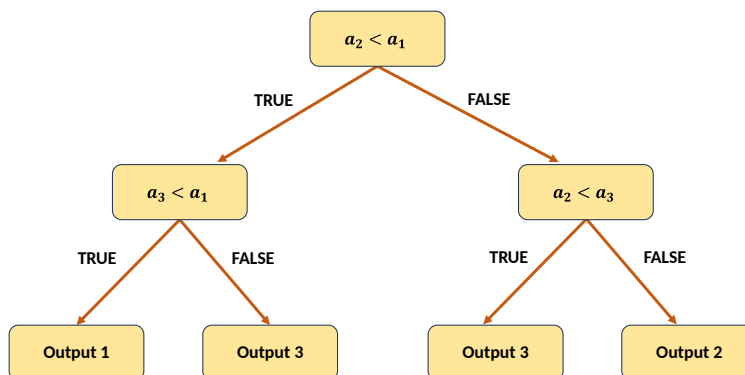 a₂ < a₁
TRUE
FALSE
a₃ < a₁
a₂ < a₃
TRUE
FALSE
TRUE
FALSE
Output 1
Output 3
Output 3
Output 2